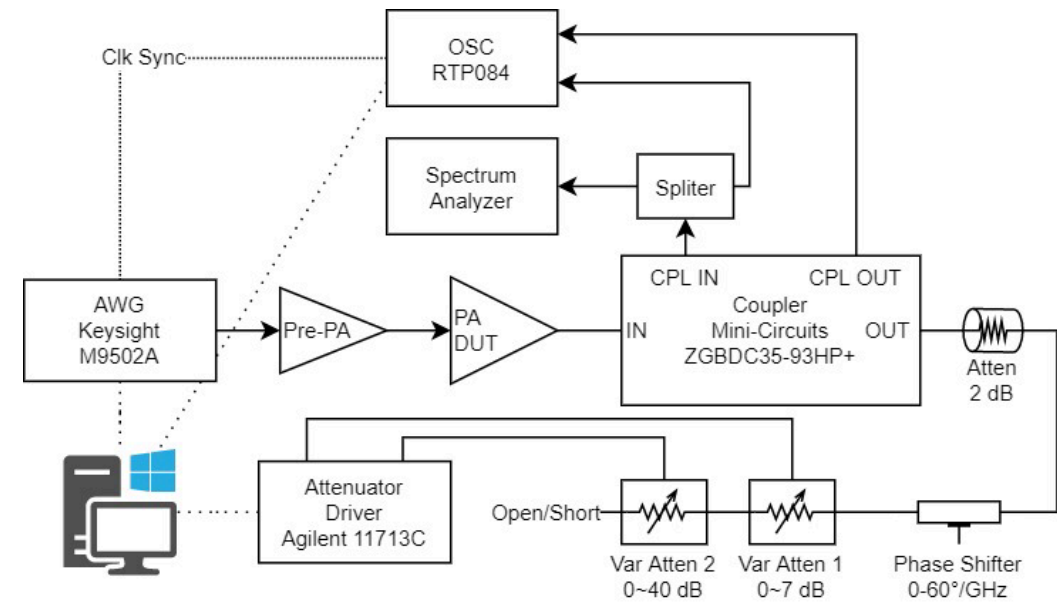 OSC
RTP084
Clk Sync
Spectrum
Analyzer
Spliter
CPL IN
CPL OUT
Coupler
Mini-Circuits
ZGBDC35-93HP+
IN
OUT
AWG
Keysight
M9502A
Pre-PA
PA
DUT
Atten
2 dB
Attenuator
Driver
Agilent 11713C
Open/Short
Var Atten 2
0~40 dB
Var Atten 1
0~7 dB
Phase Shifter
0-60°/GHz